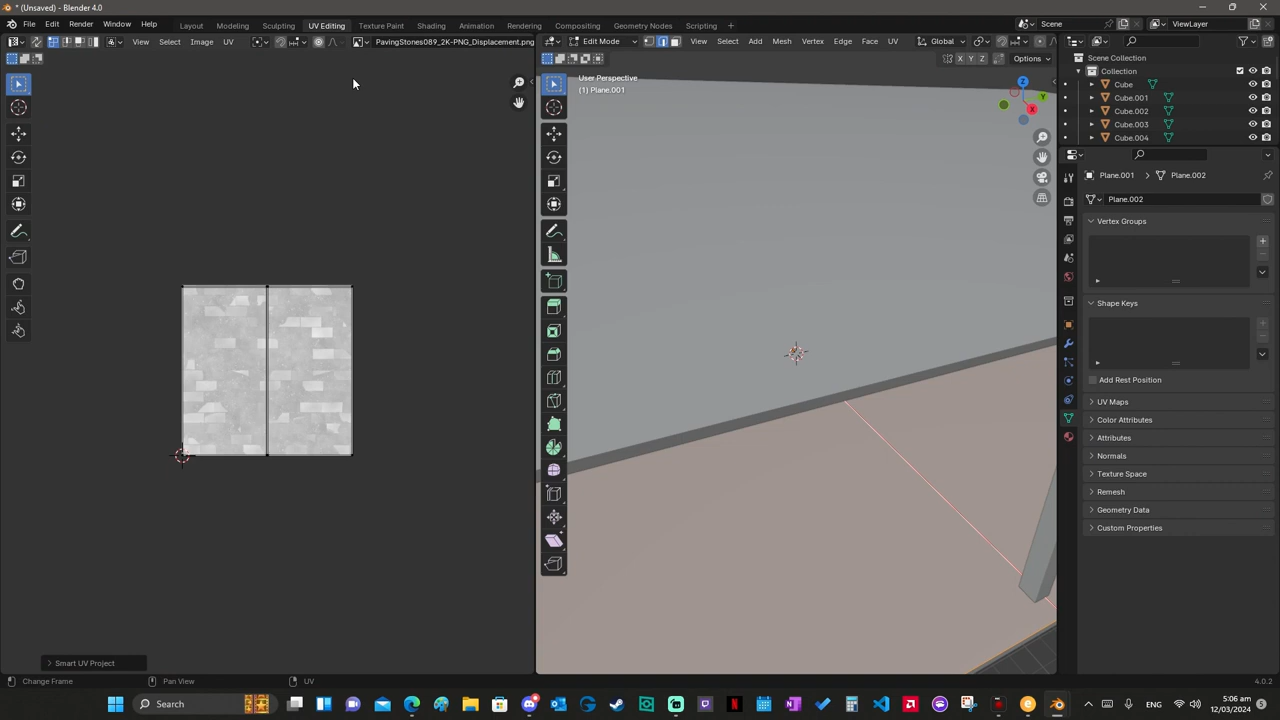 * (Unsaved) - Blender 4.0
File Edit Render Window Help Layout Modeling Sculpting UV Editing Texture Paint Shading Animation Rendering Compositing Geometry Nodes Scripting + Scene ViewLayer
View Select Image UV PavingStones089_2K-PNG_Displacement.png Edit Mode View Select Add Mesh Vertex Edge Face UV Global
X Y Z Options
User Perspective
(1) Plane.001
Z
Y
X
Scene Collection
Collection
Cube
Cube.001
Cube.002
Cube.003
Cube.004
Plane.001 Plane.002
Plane.002
Vertex Groups
Shape Keys
Add Rest Position
UV Maps
Color Attributes
Attributes
Normals
Texture Space
Remesh
Geometry Data
Custom Properties
Smart UV Project
Change Frame Pan View UV 4.0.2
Search ENG 5:06 am
12/03/2024